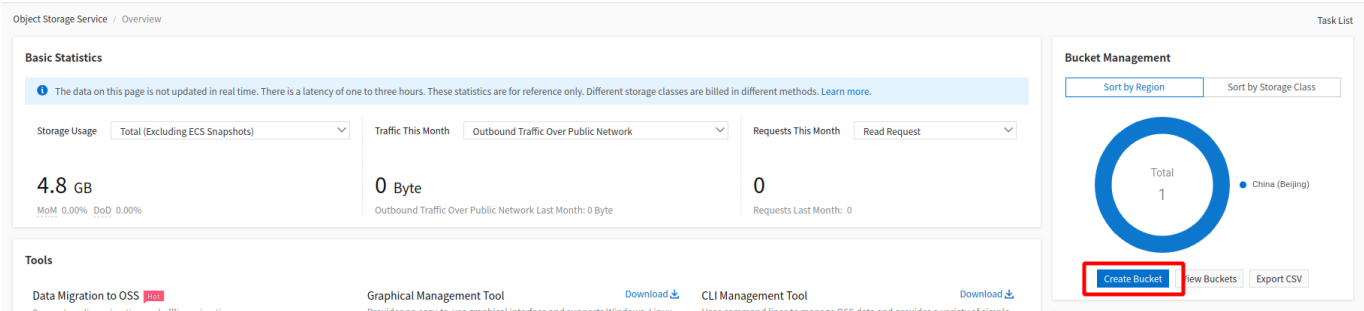 Object Storage Service / Overview
Task List
Basic Statistics
The data on this page is not updated in real time. There is a latency of one to three hours. These statistics are for reference only. Different storage classes are billed in different methods. Learn more.
Storage Usage Total (Excluding ECS Snapshots)
Traffic This Month Outbound Traffic Over Public Network
Requests This Month Read Request
4.8 GB
MoM 0.00% DoD 0.00%
0 Byte
Outbound Traffic Over Public Network Last Month: 0 Byte
0
Requests Last Month: 0
Bucket Management
Sort by Region Sort by Storage Class
Total
1
China (Beijing)
Create Bucket View Buckets Export CSV
Tools
Data Migration to OSS Hot
Graphical Management Tool Download
CLI Management Tool Download